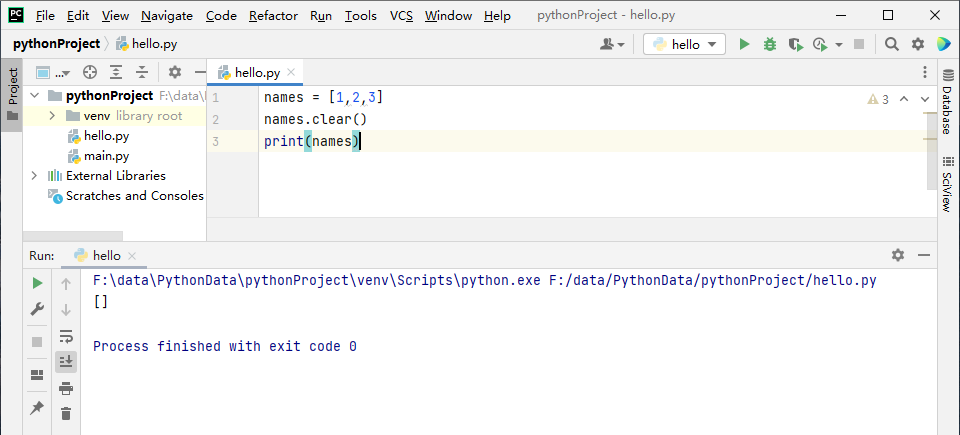 File Edit View Navigate Code Refactor Run Tools VCS Window Help pythonProject - hello.py
pythonProject hello.py hello
Project
... hello.py
pythonProject F:\data\
venv library root
hello.py
main.py
External Libraries
Scratches and Consoles
1 names = [1,2,3]
2 names.clear()
3 print(names)
3
Database
SciView
Run: hello
F:\data\PythonData\pythonProject\venv\Scripts\python.exe F:/data/PythonData/pythonProject/hello.py
[]
Process finished with exit code 0